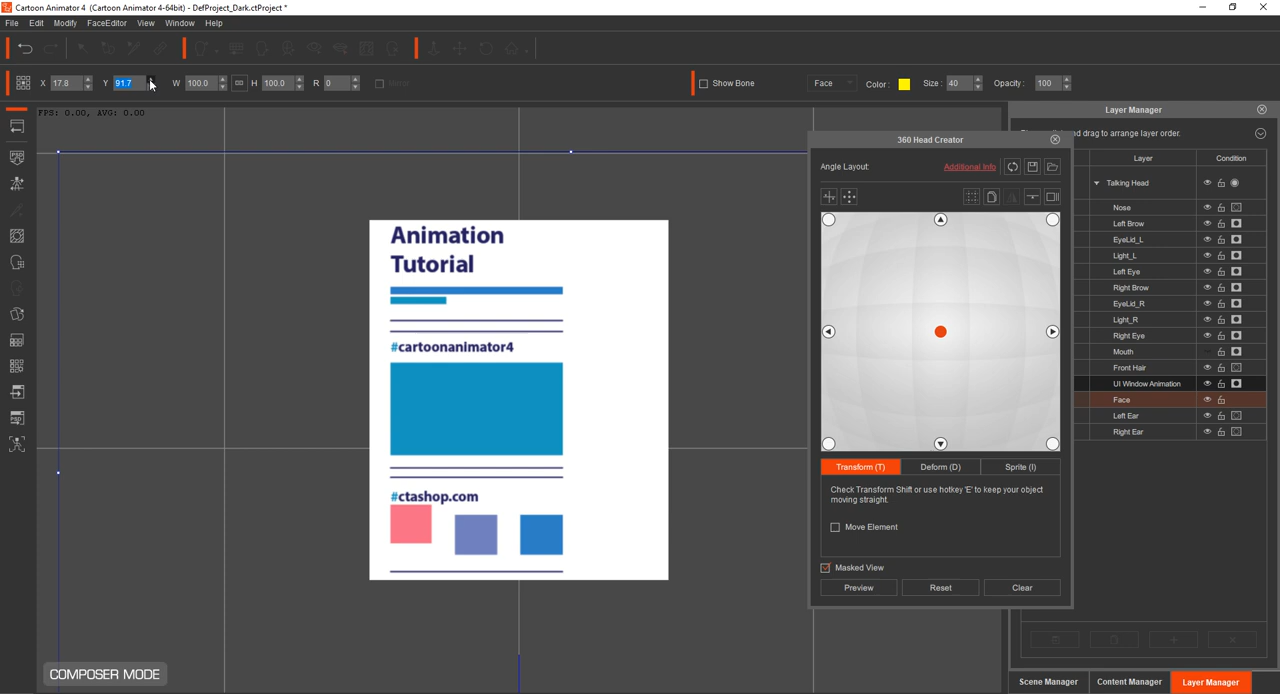 Cartoon Animator 4 (Cartoon Animator 4-64bit) - DefProject_Dark.ctProject *
File Edit Modify FaceEditor View Window Help
X 17.8 Y 91.7 W 100.0 H 100.0 R 0 Mirror Show Bone Face Color: Size: 40 Opacity: 100
FPS: 0.00, AVG: 0.00
Layer Manager
and drag to arrange layer order.
360 Head Creator
Angle Layout: Additional Info
Layer Condition
Talking Head
Nose
Left Brow
EyeLid_L
Light_L
Left Eye
Right Brow
EyeLid_R
Light_R
Right Eye
Mouth
Front Hair
UI Window Animation
Face
Left Ear
Right Ear
Animation
Tutorial
#cartoonanimator4
#ctashop.com
Transform (T) Deform (D) Sprite (I)
Check Transform Shift or use hotkey 'E' to keep your object
moving straight.
Move Element
Masked View
Preview Reset Clear
COMPOSER MODE
Scene Manager Content Manager Layer Manager